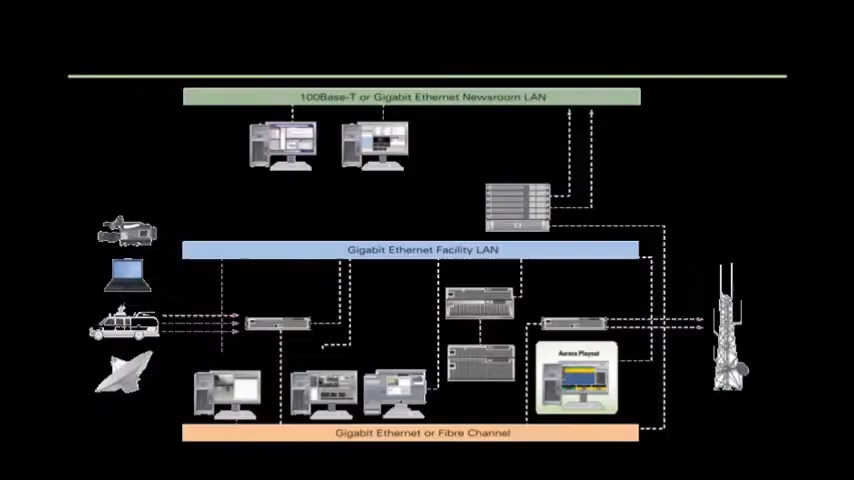 100Base-T or Gigabit Ethernet Newsroom LAN
Gigabit Ethernet Facility LAN
Aurora Playout
Gigabit Ethernet or Fibre Channel